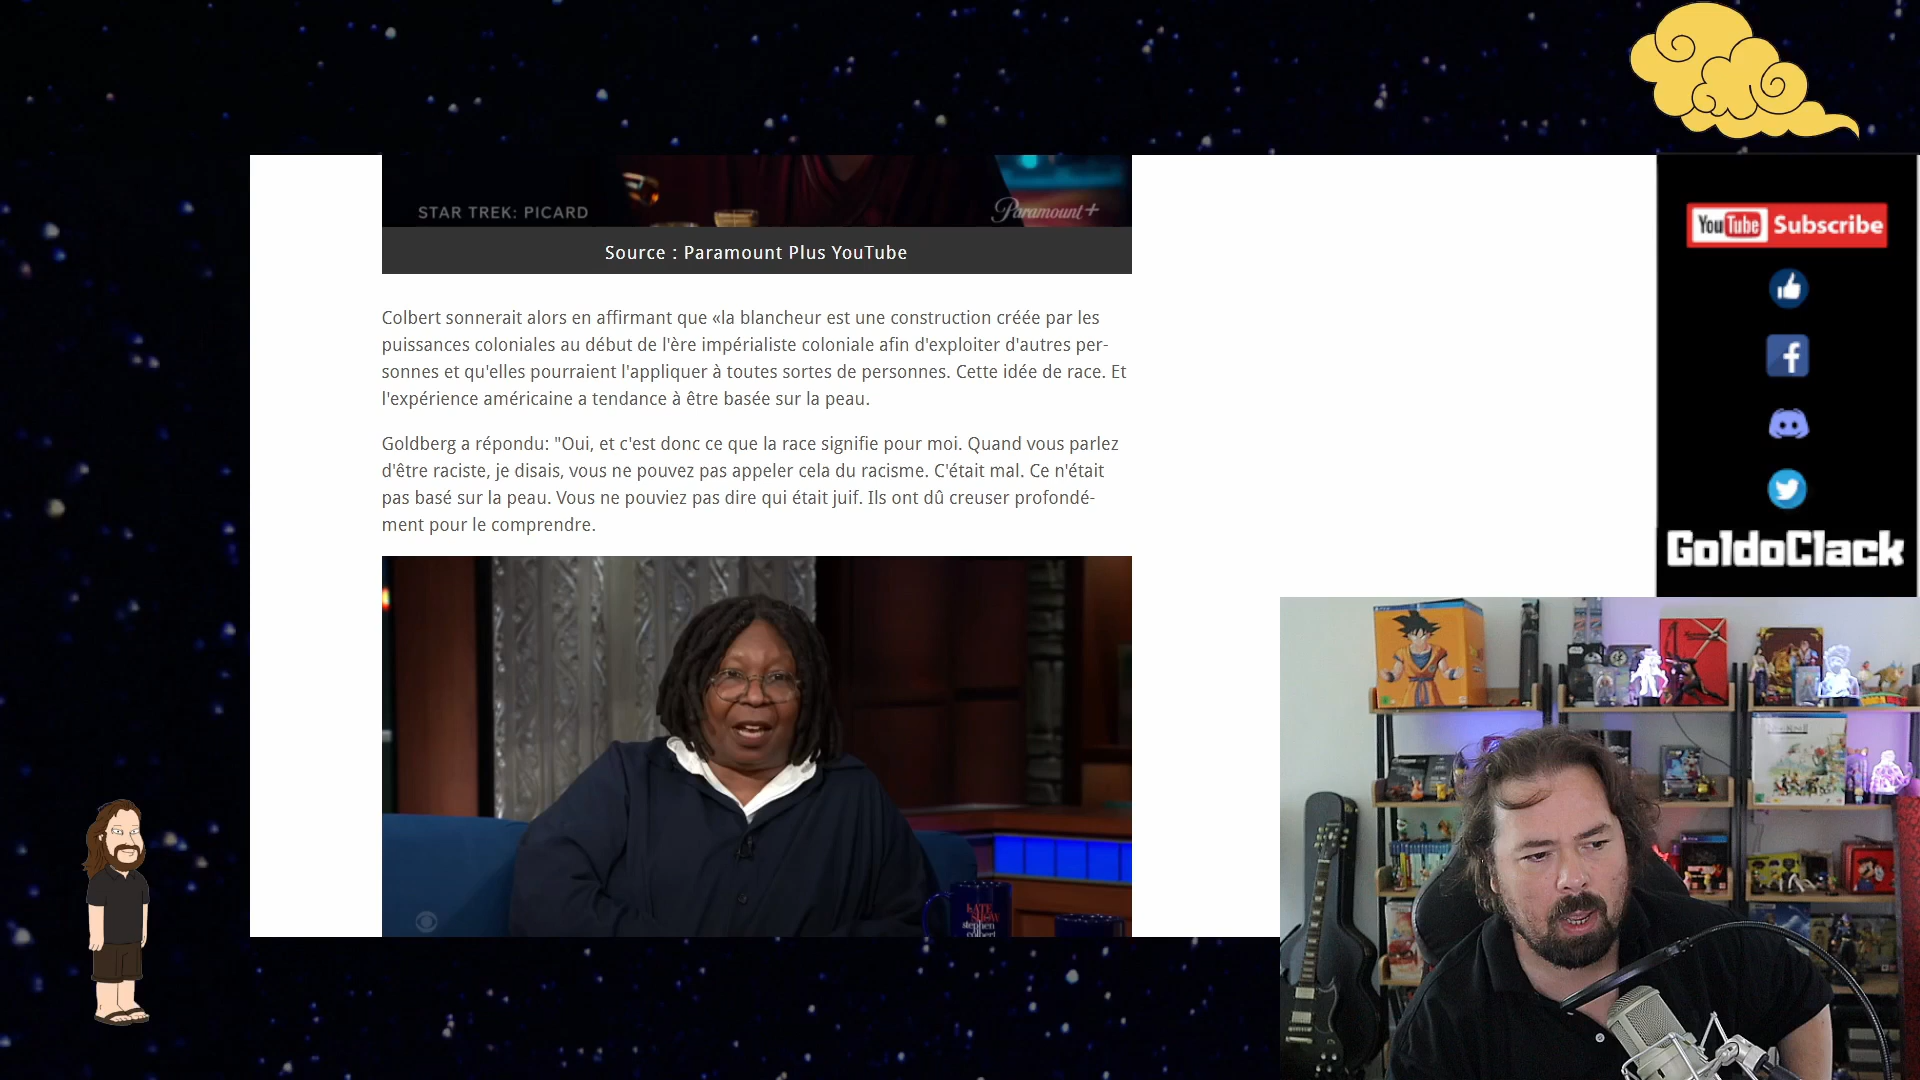 STAR TREK: PICARD
Paramount+
Source : Paramount Plus YouTube
Colbert sonnerait alors en affirmant que «la blancheur est une construction créée par les
puissances coloniales au début de l'ère impérialiste coloniale afin d'exploiter d'autres per-
sonnes et qu'elles pourraient l'appliquer à toutes sortes de personnes. Cette idée de race. Et
l'expérience américaine a tendance à être basée sur la peau.
Goldberg a répondu: "Oui, et c'est donc ce que la race signifie pour moi. Quand vous parlez
d'être raciste, je disais, vous ne pouvez pas appeler cela du racisme. C'était mal. Ce n'était
pas basé sur la peau. Vous ne pouviez pas dire qui était juif. Ils ont dû creuser profondé-
ment pour le comprendre.
LATE
SHOW
stephen
colbert
YouTube Subscribe
GoldoClack